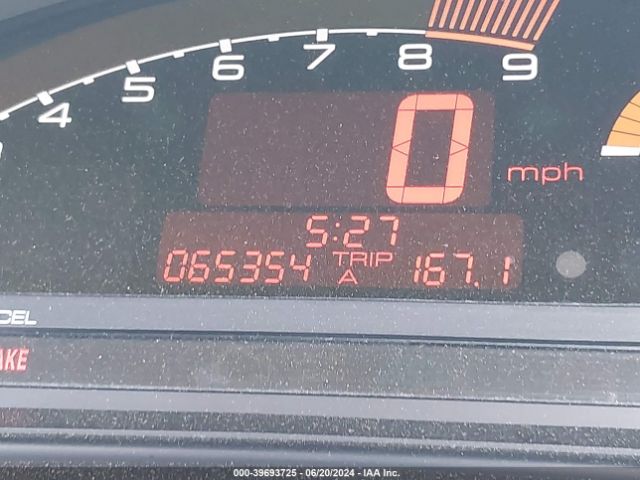 4 5 6 7 8 9
0 mph
5:27
065354 TRIP A 167.1
CEL
AKE
000-39693725 - 06/20/2024 - IAA Inc.